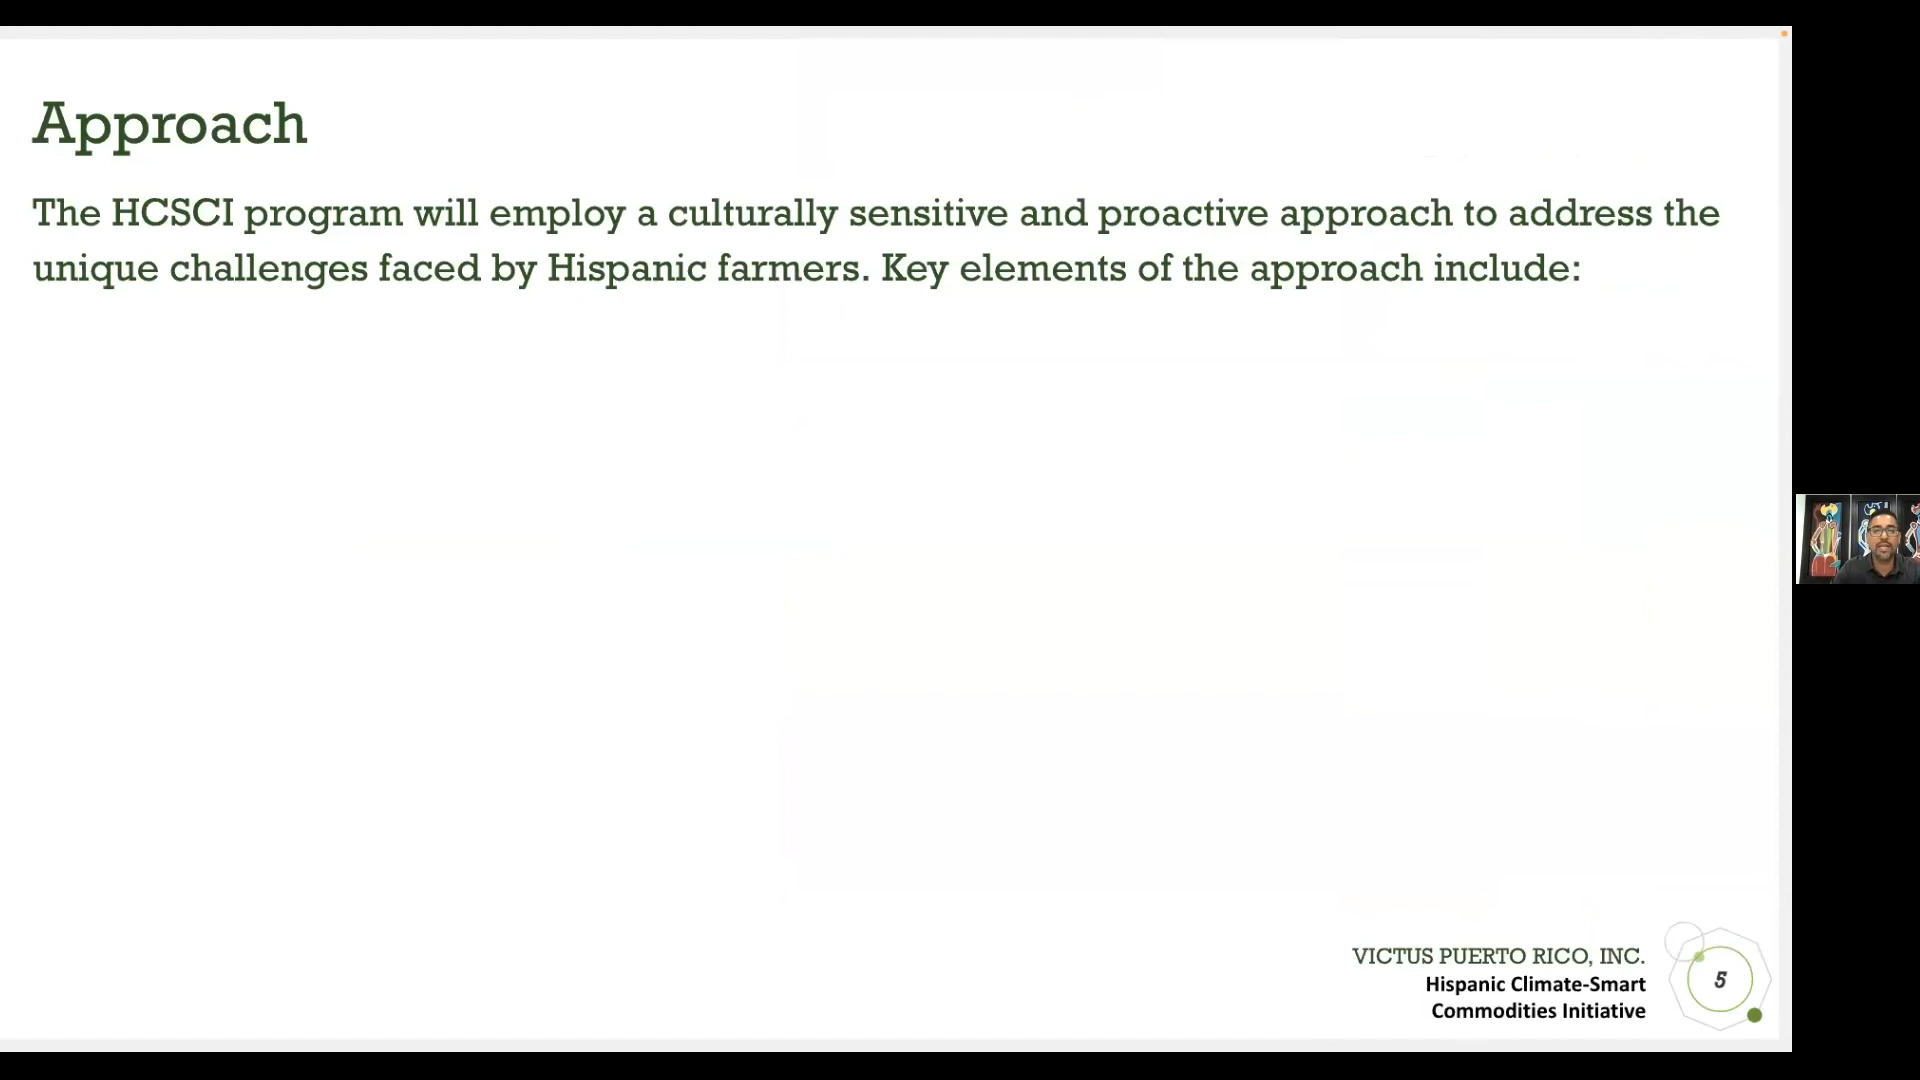 Approach
The HCSCI program will employ a culturally sensitive and proactive approach to address the
unique challenges faced by Hispanic farmers. Key elements of the approach include:
VICTUS PUERTO RICO, INC.
Hispanic Climate-Smart
Commodities Initiative
5